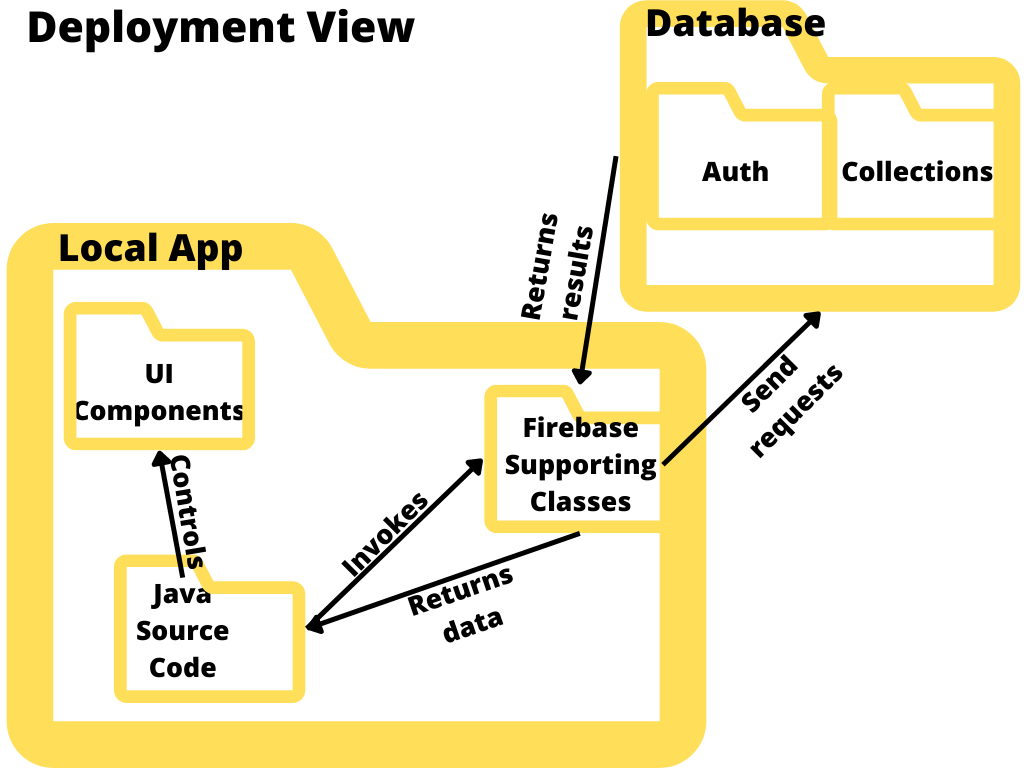 Deployment View
Database
Auth
Collections
Returns
results
Local App
UI
Components
Send
requests
Firebase
Supporting
Classes
Controls
Invokes
Returns
data
Java
Source
Code